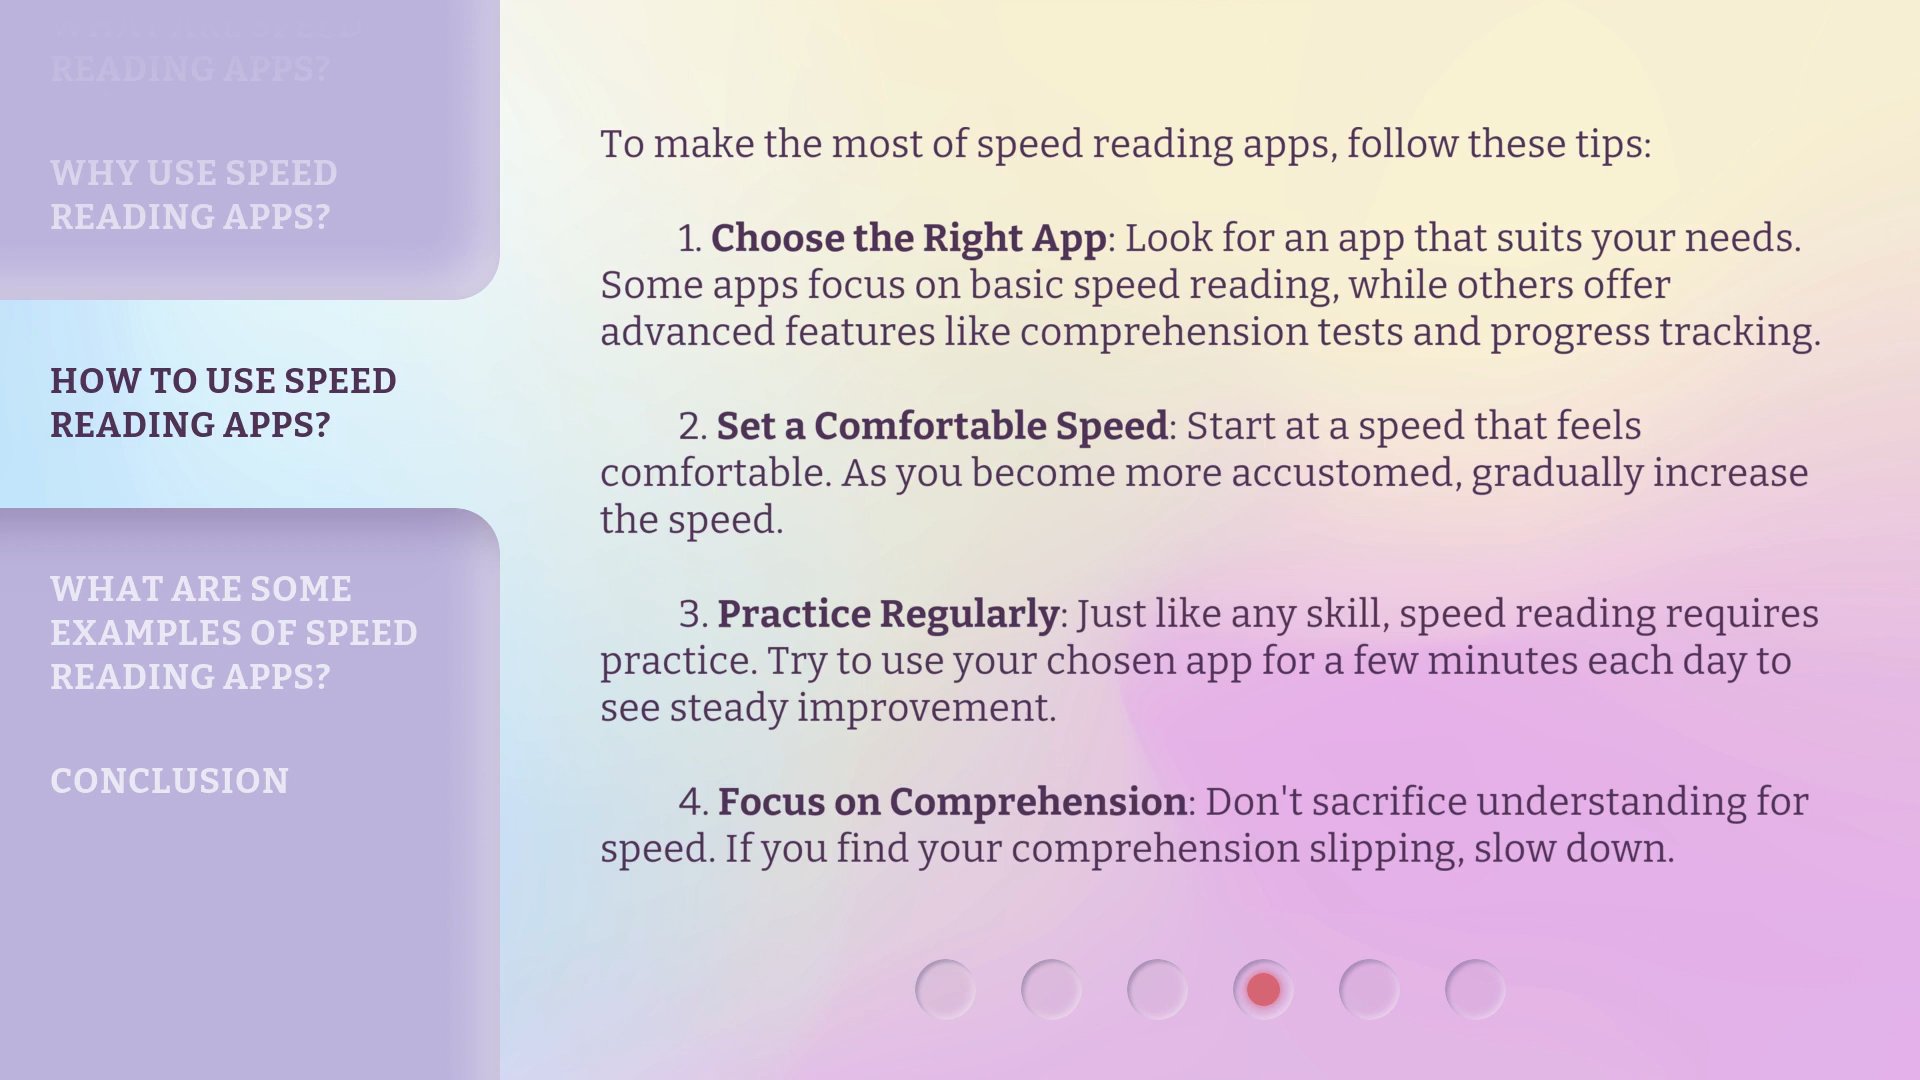 WHAT ARE SPEED
READING APPS?
WHY USE SPEED
READING APPS?
HOW TO USE SPEED
READING APPS?
WHAT ARE SOME
EXAMPLES OF SPEED
READING APPS?
CONCLUSION
To make the most of speed reading apps, follow these tips:
1. Choose the Right App: Look for an app that suits your needs.
Some apps focus on basic speed reading, while others offer
advanced features like comprehension tests and progress tracking.
2. Set a Comfortable Speed: Start at a speed that feels
comfortable. As you become more accustomed, gradually increase
the speed.
3. Practice Regularly: Just like any skill, speed reading requires
practice. Try to use your chosen app for a few minutes each day to
see steady improvement.
4. Focus on Comprehension: Don't sacrifice understanding for
speed. If you find your comprehension slipping, slow down.